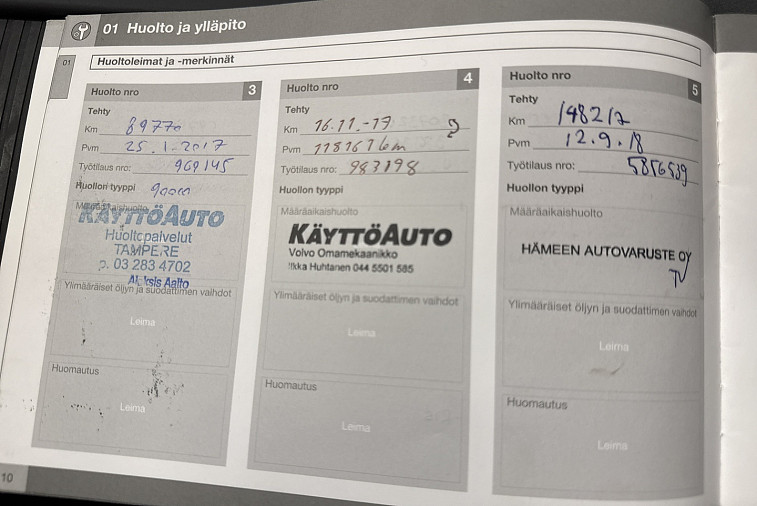 01 Huolto ja ylläpito
01
Huoltoleimat ja -merkinnät
Huolto nro 3
Tehty
Km 89770
Pvm 25.1.2017
Työtilaus nro: 969145
Huollon tyyppi 90000
Määräaikaishuolto
KÄYTTÖAUTO
Huoltopalvelut
TAMPERE
p. 03 283 4702
Aleksis Aalto
Ylimääräiset öljyn ja suodattimen vaihdot
Leima
Huomautus
Leima
Huolto nro 4
Tehty
Km 16.11.-17
Pvm 118161 km
Työtilaus nro: 983198
Huollon tyyppi
Määräaikaishuolto
KÄYTTÖAUTO
Volvo Omamekaanikko
Ilkka Huhtanen 044 5501 585
Ylimääräiset öljyn ja suodattimen vaihdot
Leima
Huomautus
Leima
Huolto nro 5
Tehty
Km 148217
Pvm 12.9.18
Työtilaus nro: 5856539
Huollon tyyppi
Määräaikaishuolto
HÄMEEN AUTOVARUSTE OY
Ylimääräiset öljyn ja suodattimen vaihdot
Leima
Huomautus
Leima
10